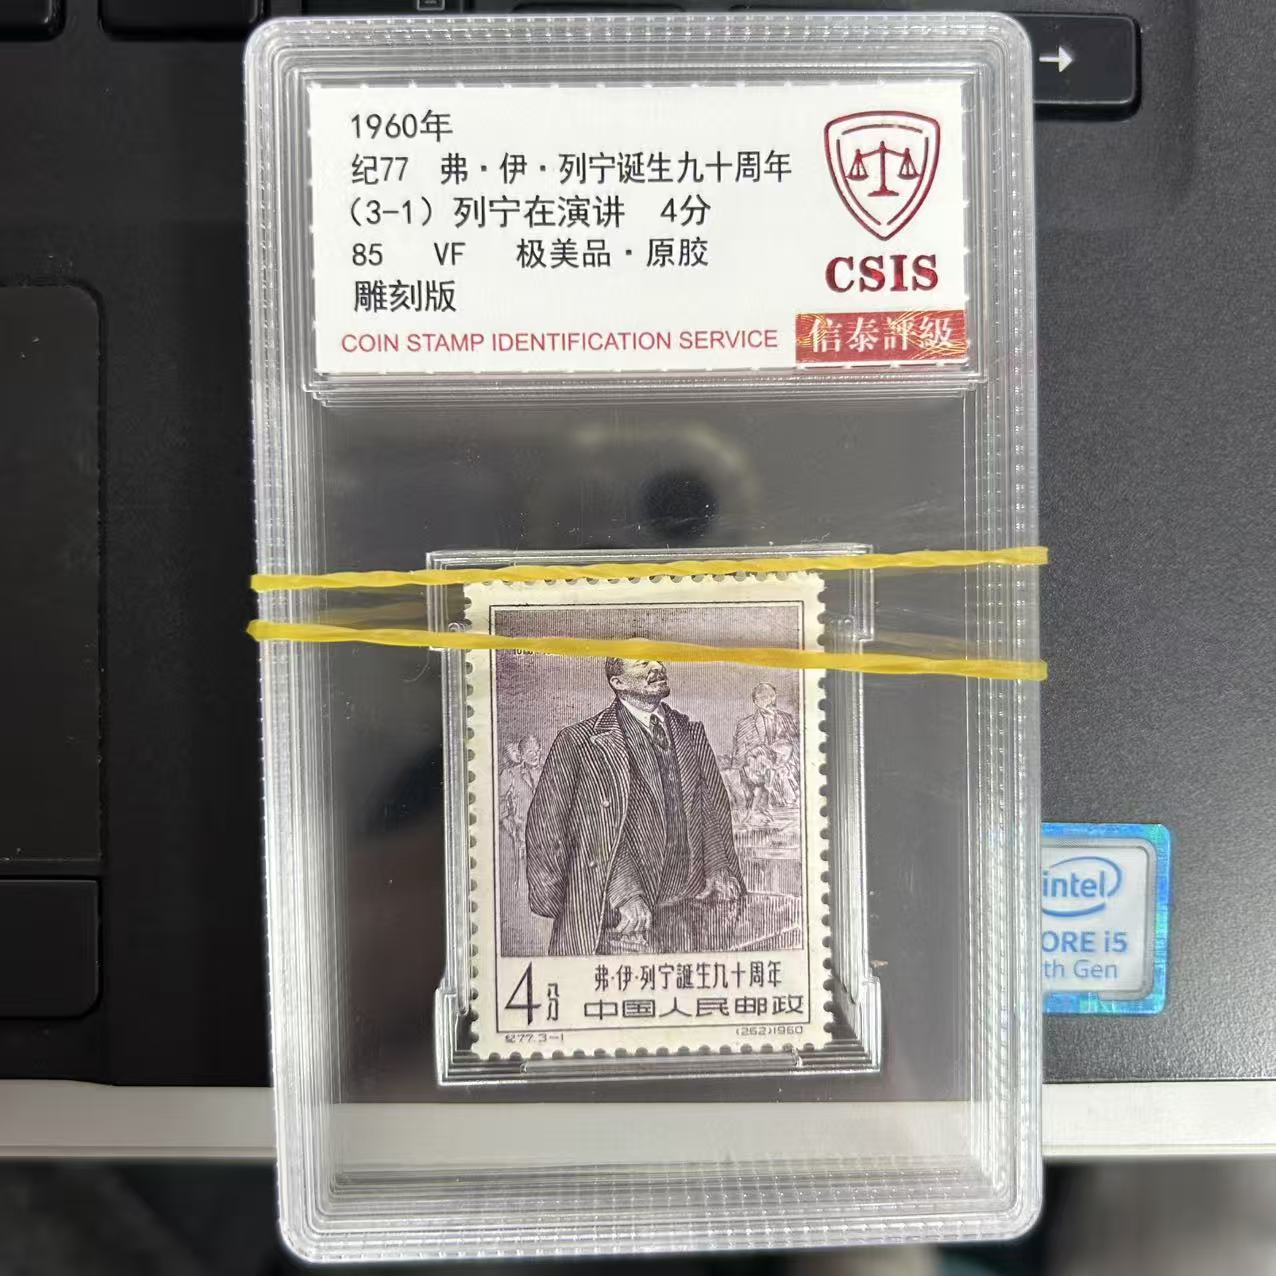 1960年
纪77 弗·伊·列宁诞生九十周年
(3-1) 列宁在演讲 4分
85 VF 极美品·原胶
雕刻版
COIN STAMP IDENTIFICATION SERVICE
CSIS
信泰評級
弗·伊·列宁誕生九十周年
4分 中国人民邮政
纪77.3-1 (262)1960
intel
ORE i5
th Gen